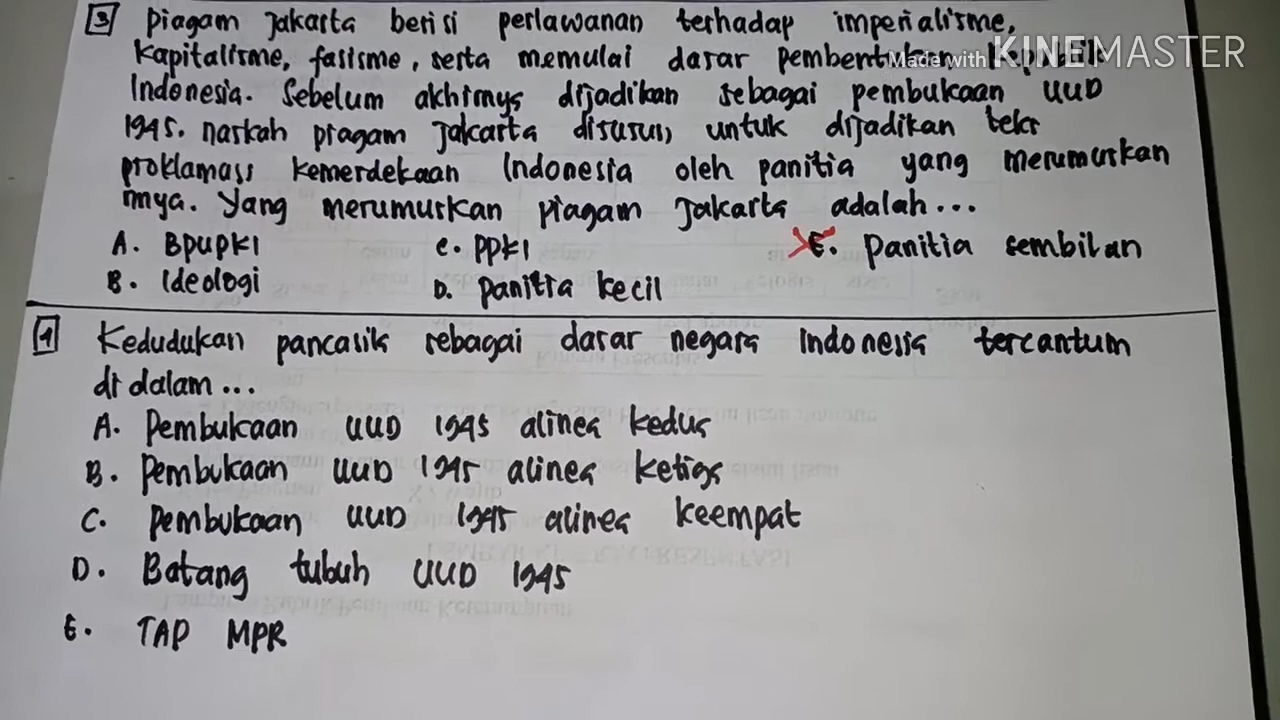 Made with KINEMASTER
3 piagam Jakarta berisi perlawanan terhadap imperialisme,
Kapitalisme, fasisme, serta memulai dasar pembentukan
Indonesia. Sebelum akhirnya dijadikan sebagai pembukaan UUD
1945. naskah piagam Jakarta disusun untuk dijadikan teks
proklamasi kemerdekaan Indonesia oleh panitia yang merumuskan
nnya. Yang merumuskan piagam Jakarta adalah...
A. BPUPKI C. PPKI E. Panitia sembilan
B. Ideologi D. Panitia kecil
4 Kedudukan pancasila sebagai dasar negara Indonesia tercantum
di dalam...
A. Pembukaan UUD 1945 alinea kedua
B. Pembukaan UUD 1945 alinea ketiga
C. Pembukaan UUD 1945 alinea keempat
D. Batang tubuh UUD 1945
E. TAP MPR